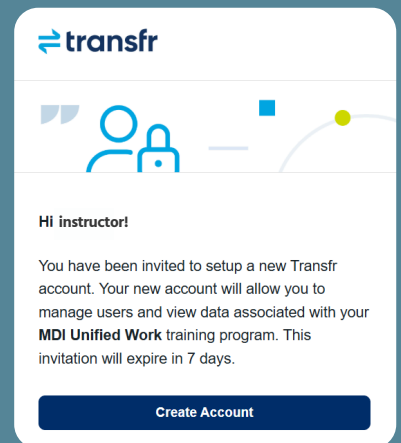 transfr
Hi instructor!
You have been invited to setup a new Transfr
account. Your new account will allow you to
manage users and view data associated with your
MDI Unified Work training program. This
invitation will expire in 7 days.
Create Account